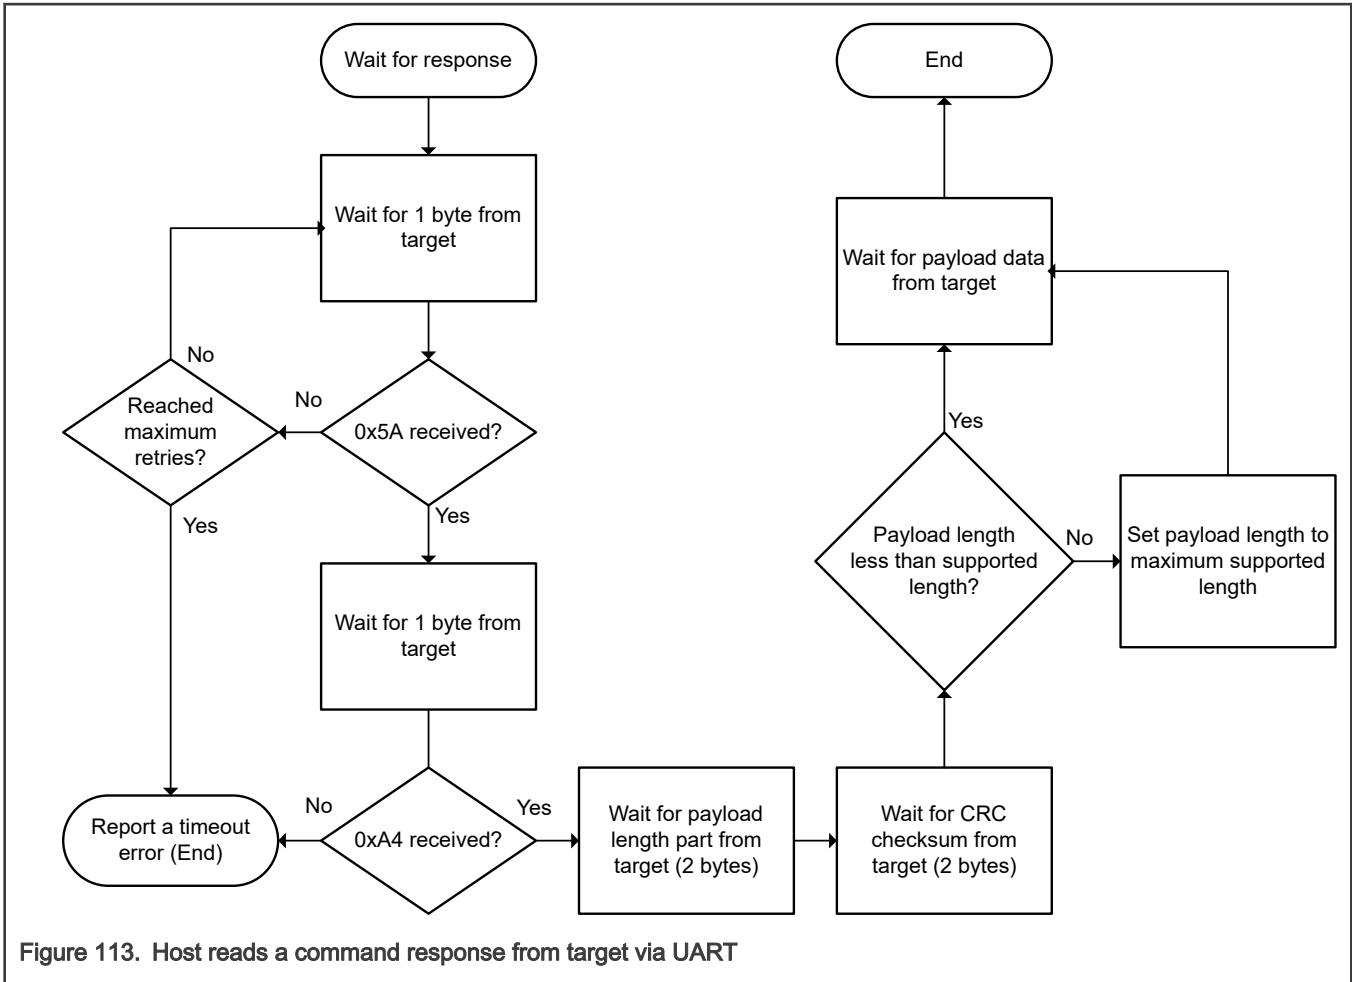 Wait for response
Wait for 1 byte from
target
No
Reached
maximum
retries?
No
0x5A received?
Yes
Yes
Wait for 1 byte from
target
No
Report a timeout
error (End)
0xA4 received?
Yes
Wait for payload
length part from
target (2 bytes)
Wait for CRC
checksum from
target (2 bytes)
Payload length
less than supported
length?
No
Set payload length to
maximum supported
length
Yes
Wait for payload data
from target
End
Figure 113. Host reads a command response from target via UART